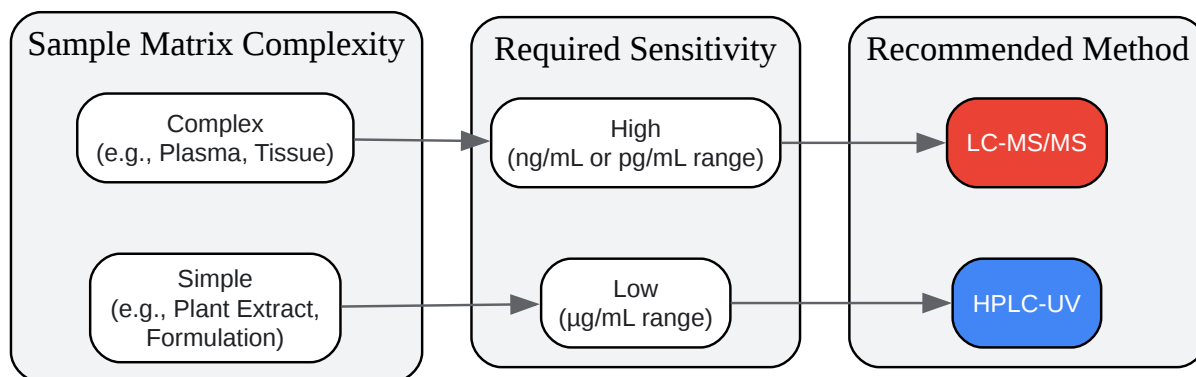 Sample Matrix Complexity
Complex
(e.g., Plasma, Tissue)
Simple
(e.g., Plant Extract,
Formulation)
Required Sensitivity
High
(ng/mL or pg/mL range)
Low
(µg/mL range)
Recommended Method
LC-MS/MS
HPLC-UV